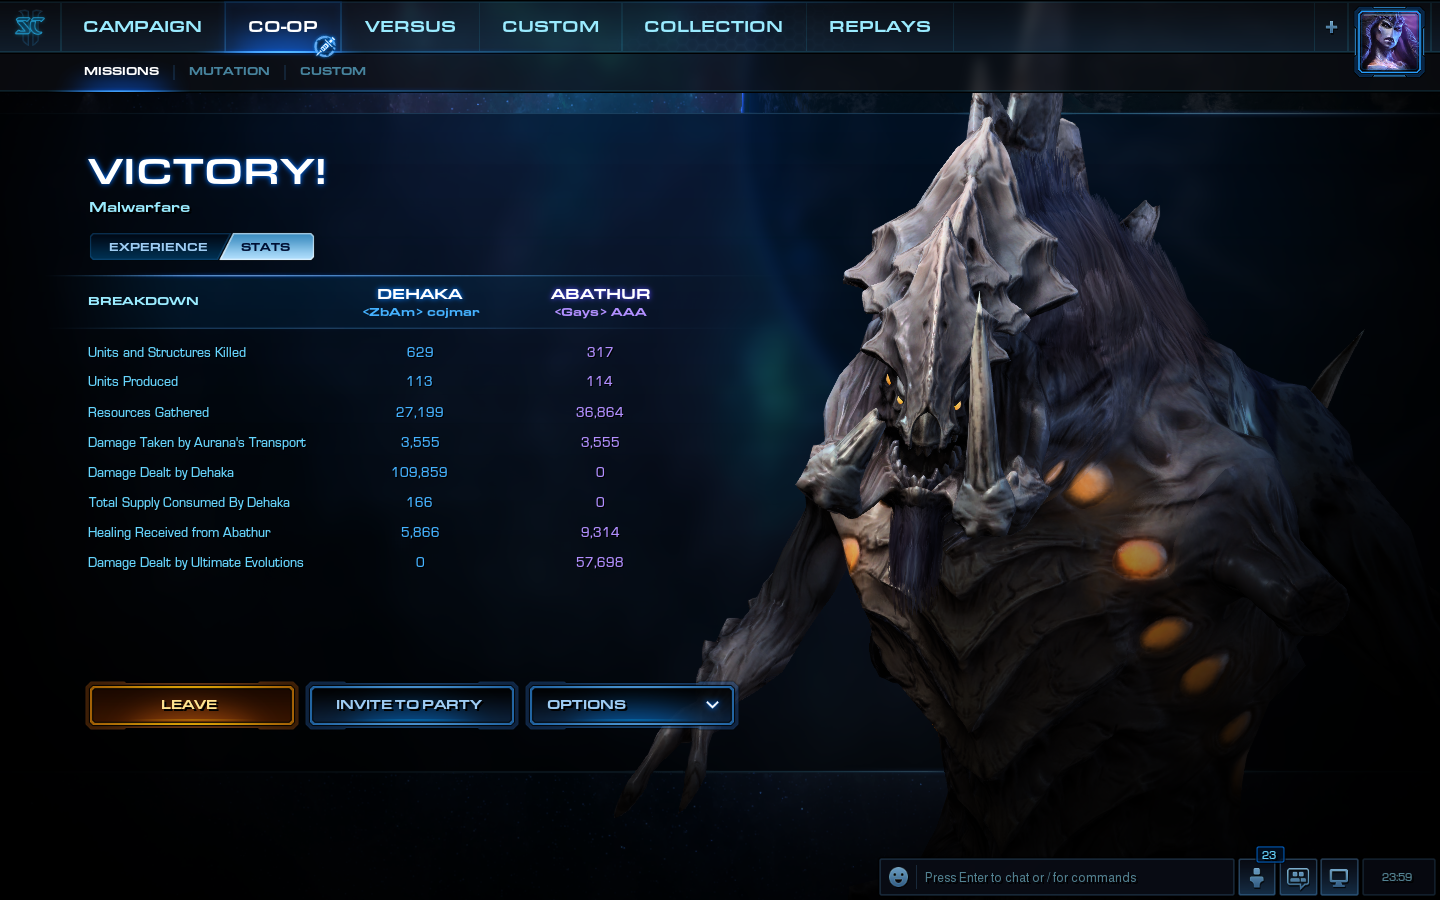 CAMPAIGN CO-OP VERSUS CUSTOM COLLECTION REPLAYS +
MISSIONS MUTATION CUSTOM
VICTORY!
Malwarfare
EXPERIENCE STATS
BREAKDOWN DEHAKA ABATHUR
<ZbAm> cojmar <Gays> AAA
Units and Structures Killed 629 317
Units Produced 113 114
Resources Gathered 27,199 36,864
Damage Taken by Aurana's Transport 3,555 3,555
Damage Dealt by Dehaka 109,859 0
Total Supply Consumed By Dehaka 166 0
Healing Received from Abathur 5,866 9,314
Damage Dealt by Ultimate Evolutions 0 57,698
LEAVE INVITE TO PARTY OPTIONS
23
Press Enter to chat or / for commands 23:59